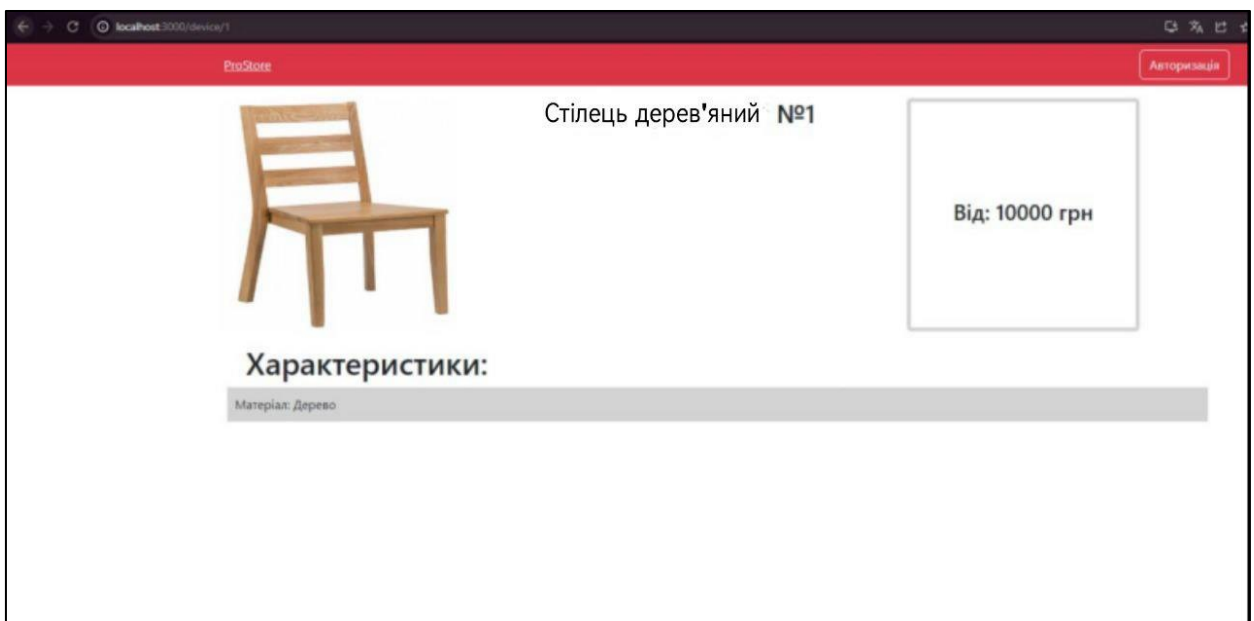 localhost:3000/device/1
ProStore
Авторизація
Стілець дерев'яний №1
Від: 10000 грн
Характеристики:
Матеріал: Дерево